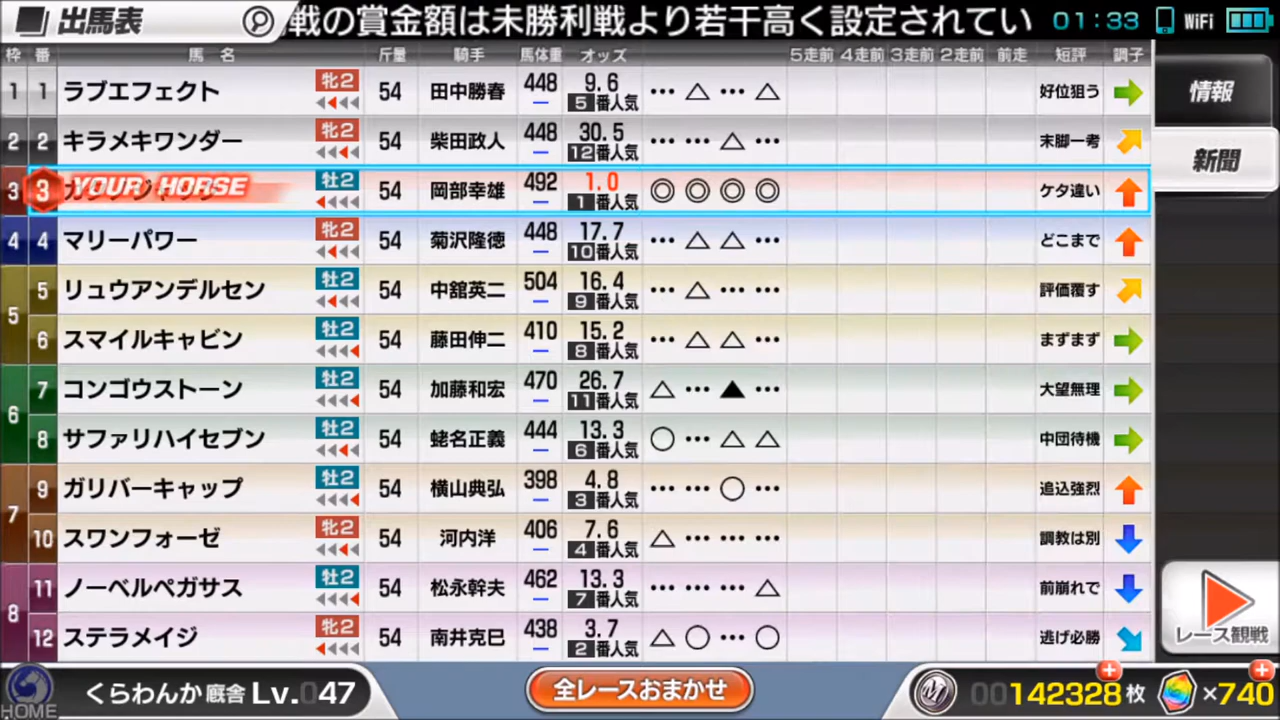 出馬表 戦の賞金額は未勝利戦より若干高く設定されてい 01:33 WiFi
枠 番 馬 名 斤量 騎手 馬体重 オッズ 5走前 4走前 3走前 2走前 前走 短評 調子
1 1 ラブエフェクト 牝2 54 田中勝春 448 9.6 5番人気 … △ … △ 好位狙う
2 2 キラメキワンダー 牝2 54 柴田政人 448 30.5 12番人気 … … △ … 末脚一考
3 3 YOUR HORSE 牡2 54 岡部幸雄 492 1.0 1番人気 ◎ ◎ ◎ ◎ ケタ違い
4 4 マリーパワー 牝2 54 菊沢隆徳 448 17.7 10番人気 … △ △ … どこまで
5 5 リュウアンデルセン 牡2 54 中舘英二 504 16.4 9番人気 … △ … … 評価覆す
6 スマイルキャビン 牡2 54 藤田伸二 410 15.2 8番人気 … △ △ … まずまず
6 7 コンゴウストーン 牡2 54 加藤和宏 470 26.7 11番人気 △ … ▲ … 大望無理
8 サファリハイセブン 牡2 54 蛯名正義 444 13.3 6番人気 ○ … △ △ 中団待機
7 9 ガリバーキャップ 牡2 54 横山典弘 398 4.8 3番人気 … … ○ … 追込強烈
10 スワンフォーゼ 牝2 54 河内洋 406 7.6 4番人気 △ … … … 調教は別
8 11 ノーベルペガサス 牡2 54 松永幹夫 462 13.3 7番人気 … … … △ 前崩れで
12 ステラメイジ 牝2 54 南井克巳 438 3.7 2番人気 △ ○ … ○ 逃げ必勝
情報
新聞
レース観戦
HOME くらわんか 厩舎 Lv.047 全レースおまかせ M 06142328枚 ×740